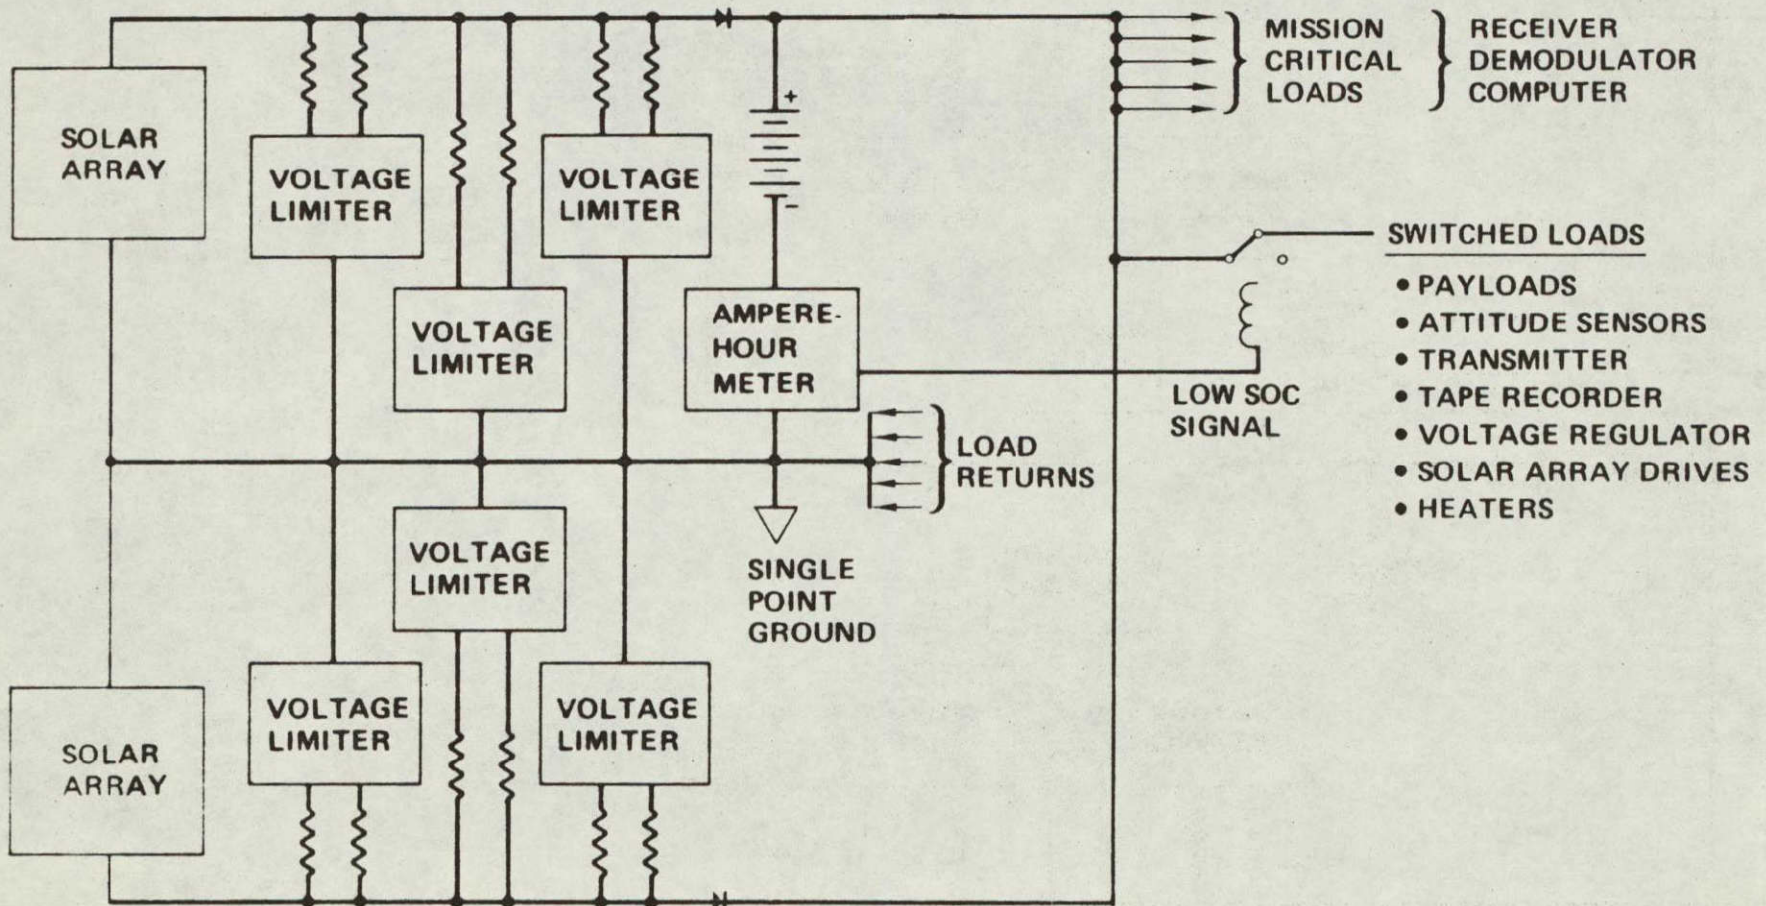 MISSION
CRITICAL
LOADS
RECEIVER
DEMODULATOR
COMPUTER
SOLAR
ARRAY
VOLTAGE
LIMITER
VOLTAGE
LIMITER
+
-
SWITCHED LOADS
• PAYLOADS
• ATTITUDE SENSORS
• TRANSMITTER
• TAPE RECORDER
• VOLTAGE REGULATOR
• SOLAR ARRAY DRIVES
• HEATERS
VOLTAGE
LIMITER
AMPERE-
HOUR
METER
LOW SOC
SIGNAL
LOAD
RETURNS
VOLTAGE
LIMITER
SINGLE
POINT
GROUND
SOLAR
ARRAY
VOLTAGE
LIMITER
VOLTAGE
LIMITER